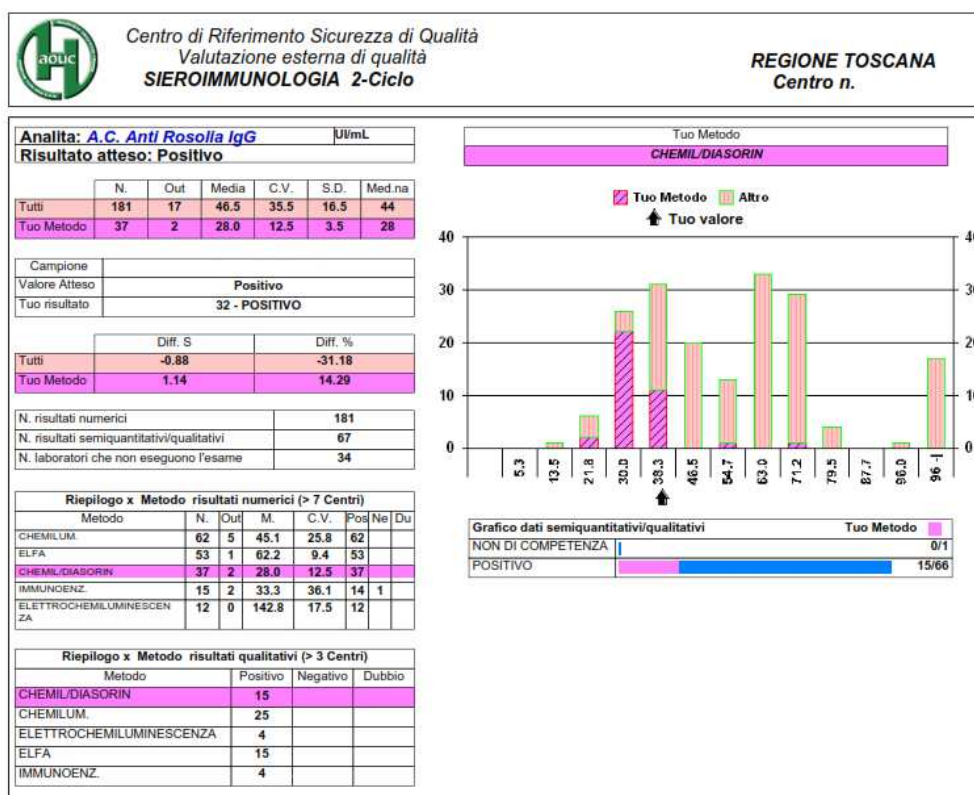 aouc
Centro di Riferimento Sicurezza di Qualità
Valutazione esterna di qualità
SIEROIMMUNOLOGIA 2-Ciclo
REGIONE TOSCANA
Centro n.
Analita: A.C. Anti Rosolia IgG UI/mL
Risultato atteso: Positivo
N. Out Media C.V. S.D. Med.na
Tutti 181 17 46.5 35.5 16.5 44
Tuo Metodo 37 2 28.0 12.5 3.5 28
Campione
Valore Atteso Positivo
Tuo risultato 32 - POSITIVO
Diff. S Diff. %
Tutti -0.88 -31.18
Tuo Metodo 1.14 14.29
N. risultati numerici 181
N. risultati semiquantitativi/qualitativi 67
N. laboratori che non eseguono l'esame 34
Riepilogo x Metodo risultati numerici (> 7 Centri)
Metodo N. Out M. C.V. Pos Ne Du
CHEMILUM. 62 5 45.1 25.8 62
ELFA 53 1 62.2 9.4 53
CHEMIL/DIASORIN 37 2 28.0 12.5 37
IMMUNOENZ. 15 2 33.3 36.1 14 1
ELETTROCHEMILUMINESCEN 12 0 142.8 17.5 12
ZA
Riepilogo x Metodo risultati qualitativi (> 3 Centri)
Metodo Positivo Negativo Dubbio
CHEMIL/DIASORIN 15
CHEMILUM. 25
ELETTROCHEMILUMINESCENZA 4
ELFA 15
IMMUNOENZ. 4
Tuo Metodo
CHEMIL/DIASORIN
Tuo Metodo Altro
Tuo valore
40 40
30 30
20 20
10 10
0 0
5.3 13.5 21.8 30.0 38.3 46.5 54.7 63.0 71.2 79.5 87.7 96.0 96 -|
Grafico dati semiquantitativi/qualitativi Tuo Metodo
NON DI COMPETENZA 0/1
POSITIVO 15/66